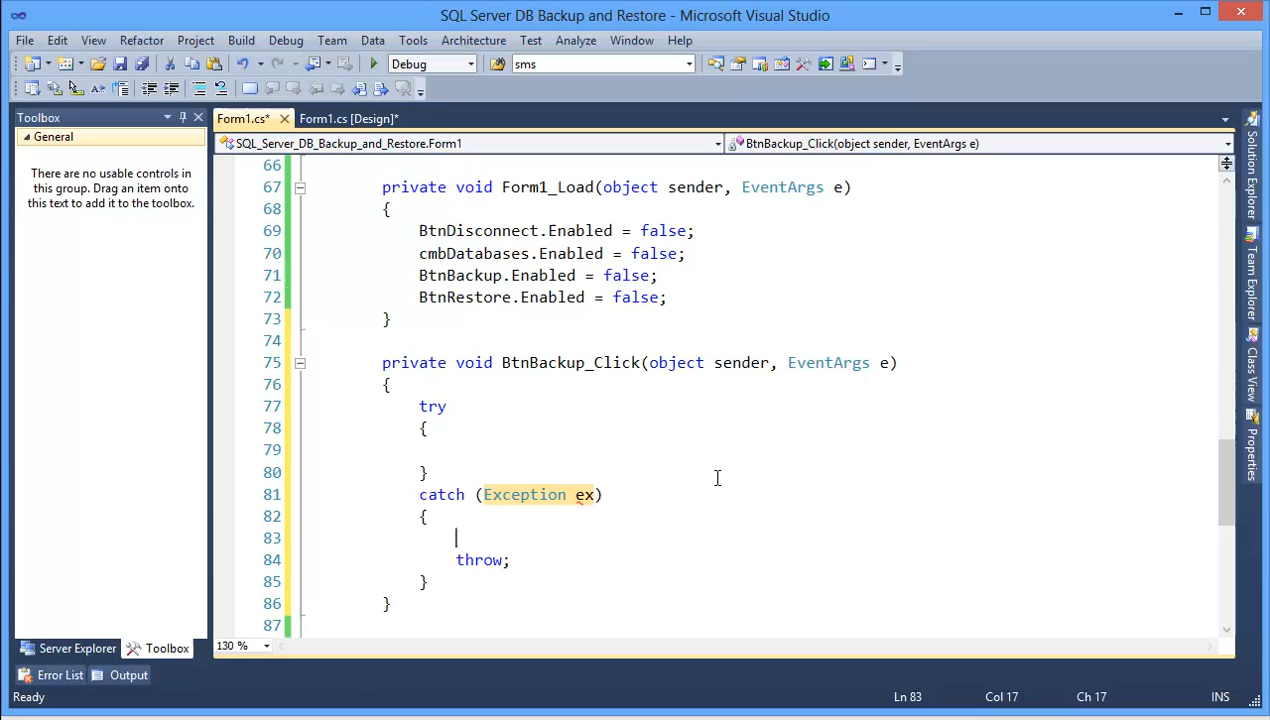 SQL Server DB Backup and Restore - Microsoft Visual Studio
File Edit View Refactor Project Build Debug Team Data Tools Architecture Test Analyze Window Help
Debug sms
Toolbox
General
There are no usable controls in
this group. Drag an item onto
this text to add it to the toolbox.
Server Explorer Toolbox
Form1.cs* Form1.cs [Design]*
SQL_Server_DB_Backup_and_Restore.Form1 BtnBackup_Click(object sender, EventArgs e)
66
67 private void Form1_Load(object sender, EventArgs e)
68 {
69 BtnDisconnect.Enabled = false;
70 cmbDatabases.Enabled = false;
71 BtnBackup.Enabled = false;
72 BtnRestore.Enabled = false;
73 }
74
75 private void BtnBackup_Click(object sender, EventArgs e)
76 {
77 try
78 {
79
80 }
81 catch (Exception ex)
82 {
83
84 throw;
85 }
86 }
87
130 %
Solution Explorer
Team Explorer
Class View
Properties
Error List Output
Ready Ln 83 Col 17 Ch 17 INS